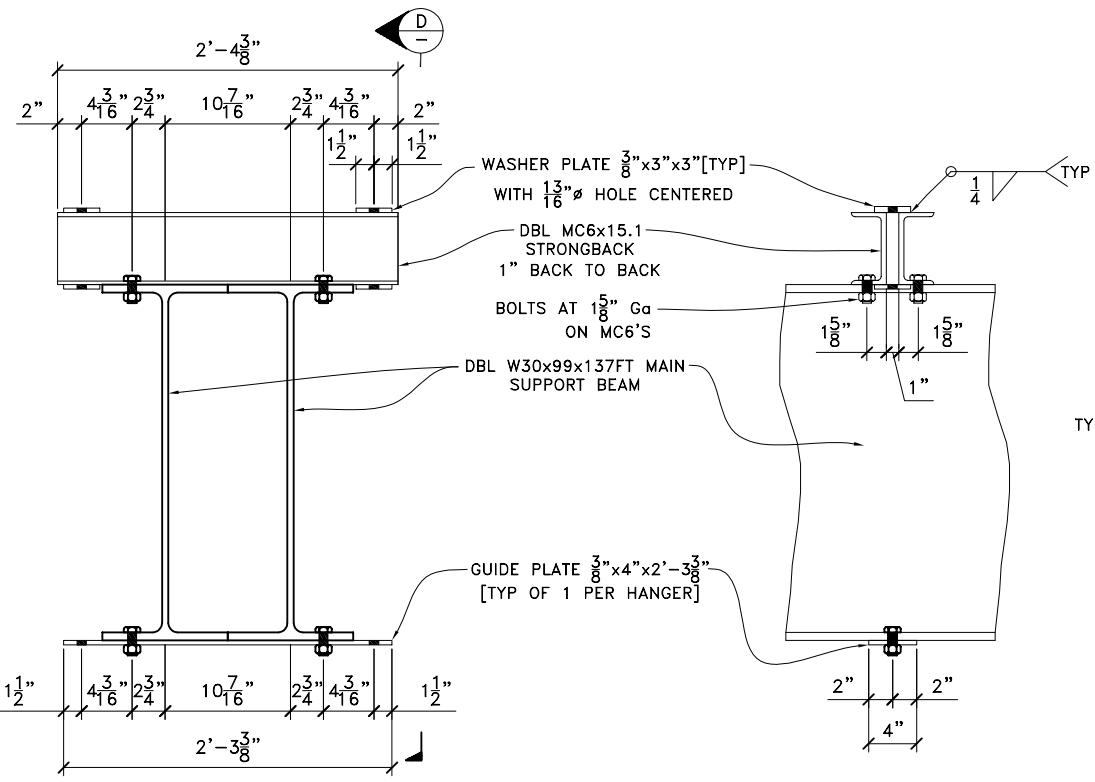 D
–
2'-4 3/8"
2" 4 3/16" 2 3/4" 10 7/16" 2 3/4" 4 3/16" 2"
1 1/2" 1 1/2"
WASHER PLATE 3/8"x3"x3"[TYP]
WITH 13/16"ø HOLE CENTERED
DBL MC6x15.1
STRONGBACK
1" BACK TO BACK
BOLTS AT 1 5/8" Ga
ON MC6'S
DBL W30x99x137FT MAIN
SUPPORT BEAM
GUIDE PLATE 3/8"x4"x2'-3 3/8"
[TYP OF 1 PER HANGER]
1 1/2" 4 3/16" 2 3/4" 10 7/16" 2 3/4" 4 3/16" 1 1/2"
2'-3 3/8"
1/4 TYP
1 5/8" 1 5/8"
1"
TY
2" 2"
4"